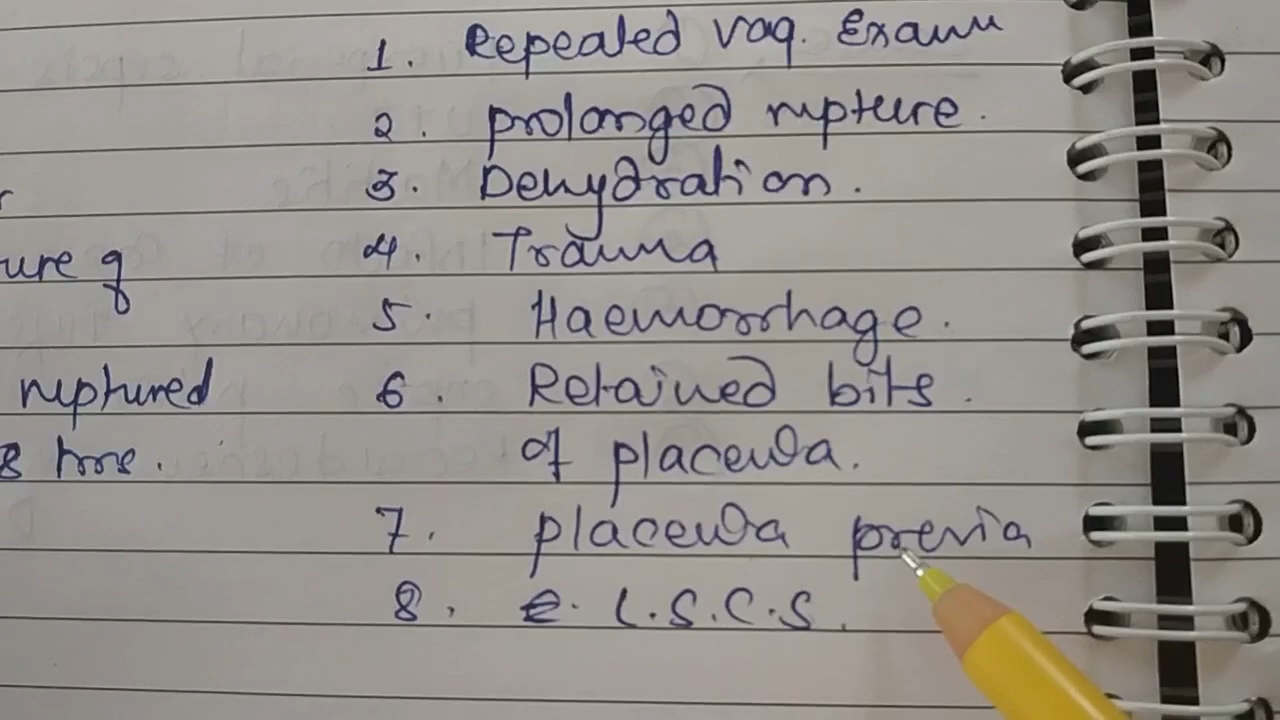 1. Repeated vag. Exam
2. prolonged rupture.
3. Dehydration.
ure of 4. Trauma
5. Haemorrhage.
ruptured 6. Retained bits.
8 hrs. of placenta.
7. placenta previa
8. L.S.C.S.